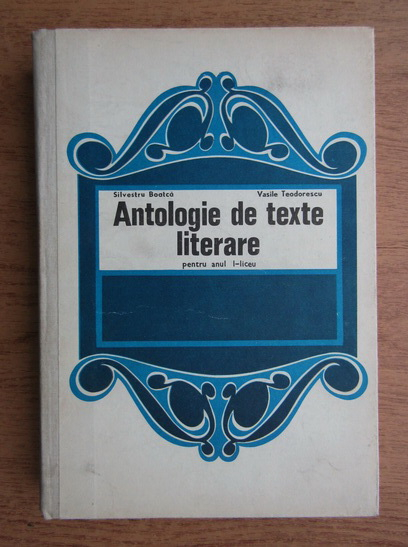 Silvestru Boatcă Vasile Teodorescu
Antologie de texte
literare
pentru anul I-liceu